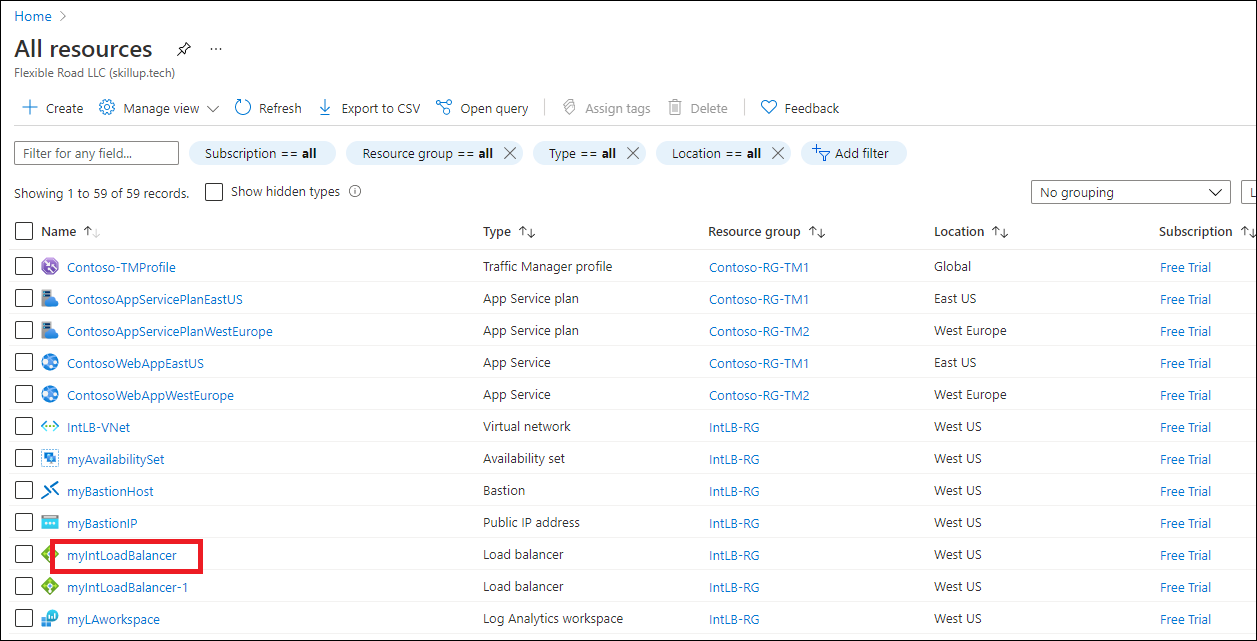 Home >
All resources ...
Flexible Road LLC (skillup.tech)
Create Manage view Refresh Export to CSV Open query Assign tags Delete Feedback
Filter for any field... Subscription == all Resource group == all Type == all Location == all Add filter
Showing 1 to 59 of 59 records. Show hidden types No grouping
Name Type Resource group Location Subscription
Contoso-TMProfile Traffic Manager profile Contoso-RG-TM1 Global Free Trial
ContosoAppServicePlanEastUS App Service plan Contoso-RG-TM1 East US Free Trial
ContosoAppServicePlanWestEurope App Service plan Contoso-RG-TM2 West Europe Free Trial
ContosoWebAppEastUS App Service Contoso-RG-TM1 East US Free Trial
ContosoWebAppWestEurope App Service Contoso-RG-TM2 West Europe Free Trial
IntLB-VNet Virtual network IntLB-RG West US Free Trial
myAvailabilitySet Availability set IntLB-RG West US Free Trial
myBastionHost Bastion IntLB-RG West US Free Trial
myBastionIP Public IP address IntLB-RG West US Free Trial
myIntLoadBalancer Load balancer IntLB-RG West US Free Trial
myIntLoadBalancer-1 Load balancer IntLB-RG West US Free Trial
myLAworkspace Log Analytics workspace IntLB-RG West US Free Trial